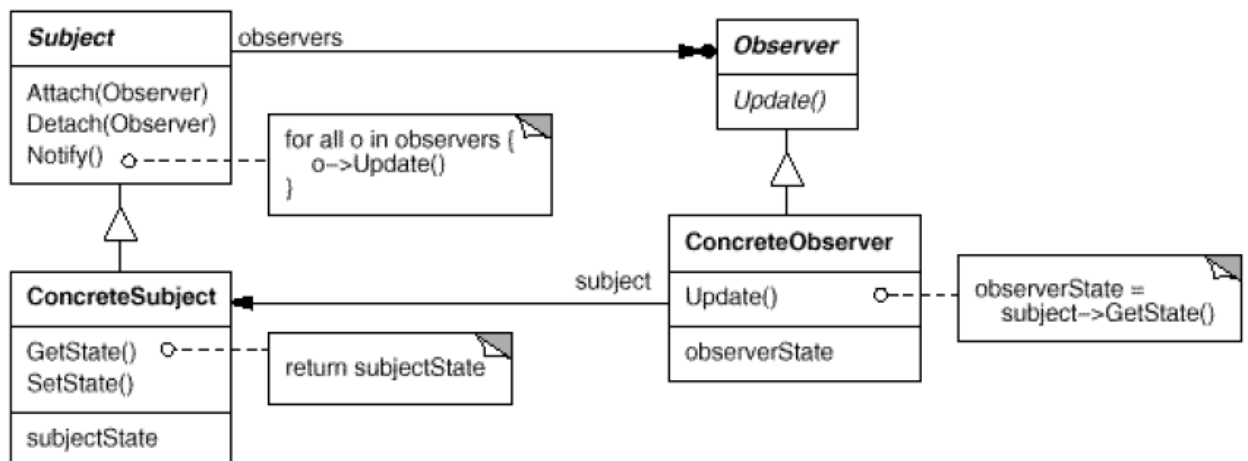 Subject
Attach(Observer)
Detach(Observer)
Notify()
observers
Observer
Update()
for all o in observers {
o->Update()
}
ConcreteSubject
GetState()
SetState()
subjectState
return subjectState
subject
ConcreteObserver
Update()
observerState
observerState =
subject->GetState()